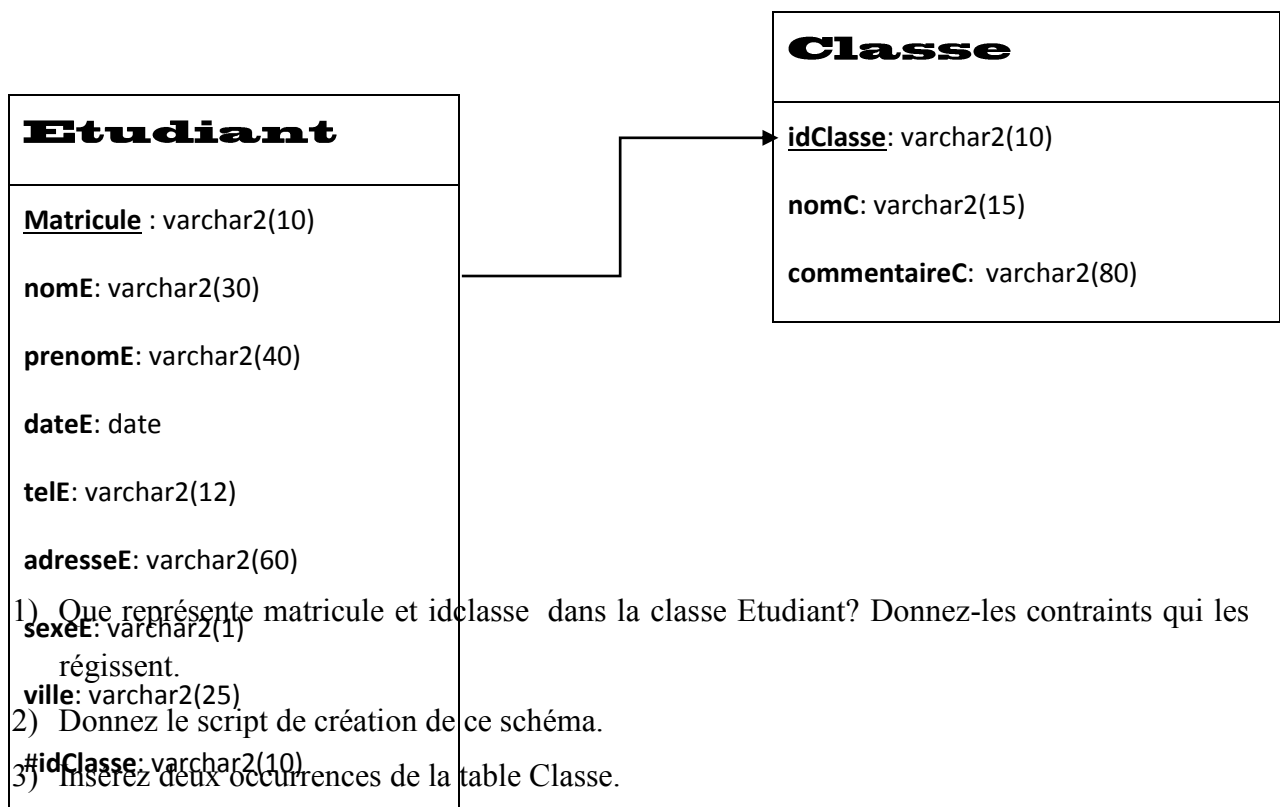 Classe
idClasse: varchar2(10)
nomC: varchar2(15)
commentaireC: varchar2(80)
Etudiant
Matricule : varchar2(10)
nomE: varchar2(30)
prenomE: varchar2(40)
dateE: date
telE: varchar2(12)
adresseE: varchar2(60)
sexeE: varchar2(1)
ville: varchar2(25)
#idClasse: varchar2(10)
1) Que représente matricule et idclasse dans la classe Etudiant? Donnez-les contraints qui les
régissent.
2) Donnez le script de création de ce schéma.
3) Insérez deux occurrences de la table Classe.